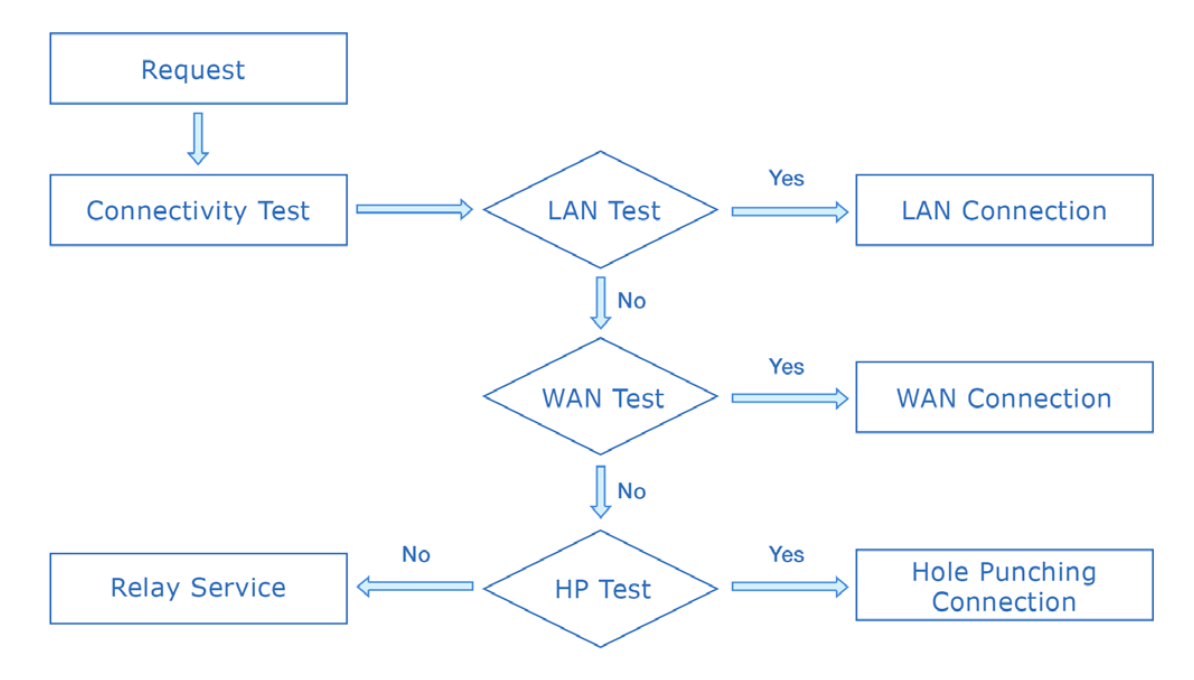 Request
Connectivity Test
LAN Test
Yes
LAN Connection
No
WAN Test
Yes
WAN Connection
No
HP Test
Yes
Hole Punching
Connection
No
Relay Service